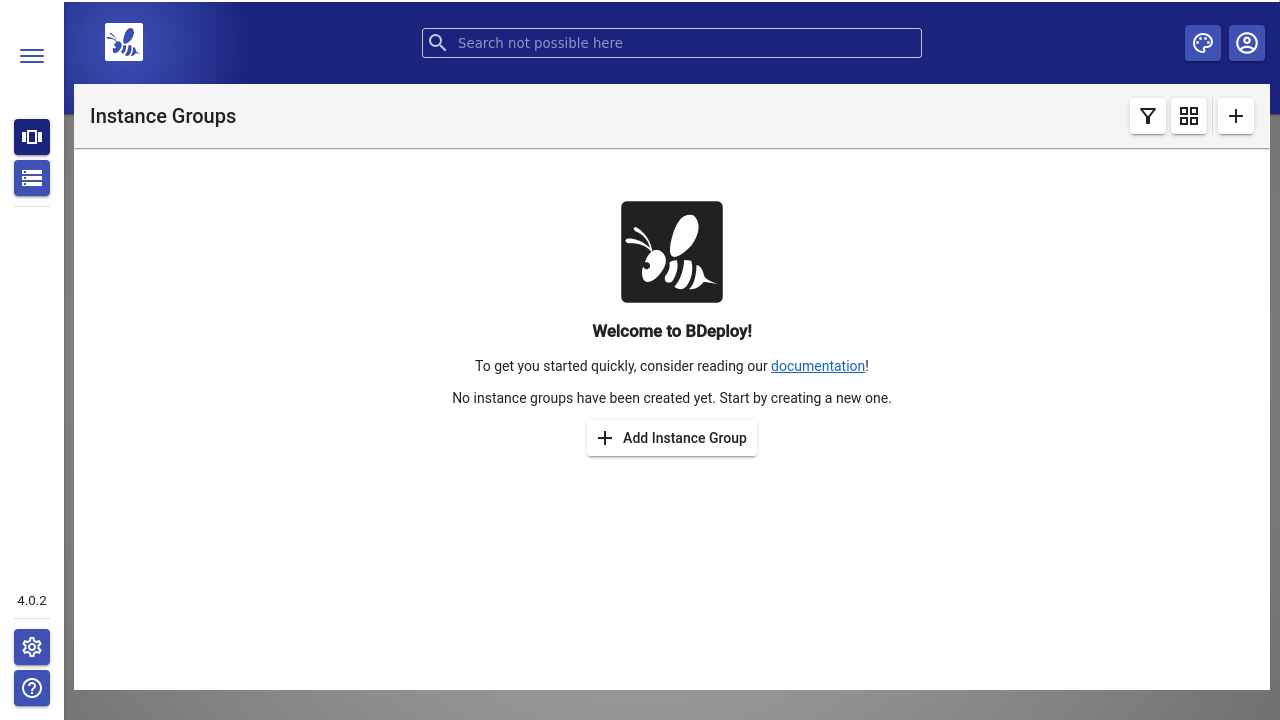 Search not possible here
Instance Groups
Welcome to BDeploy!
To get you started quickly, consider reading our documentation!
No instance groups have been created yet. Start by creating a new one.
Add Instance Group
4.0.2